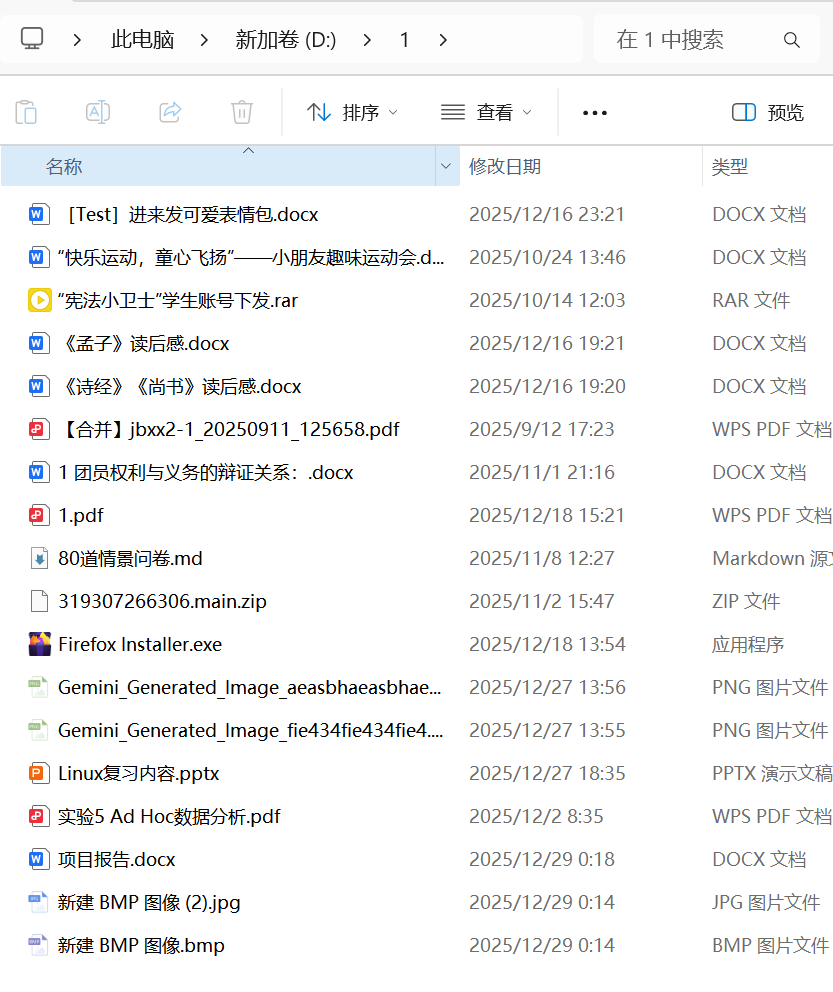 此电脑 > 新加卷 (D:) > 1 >
在 1 中搜索
排序 查看 ••• 预览
名称 修改日期 类型
［Test］进来发可爱表情包.docx 2025/12/16 23:21 DOCX 文档
“快乐运动，童心飞扬”——小朋友趣味运动会.d... 2025/10/24 13:46 DOCX 文档
“宪法小卫士”学生账号下发.rar 2025/10/14 12:03 RAR 文件
《孟子》读后感.docx 2025/12/16 19:21 DOCX 文档
《诗经》《尚书》读后感.docx 2025/12/16 19:20 DOCX 文档
【合并】jbxx2-1_20250911_125658.pdf 2025/9/12 17:23 WPS PDF 文档
1 团员权利与义务的辩证关系：.docx 2025/11/1 21:16 DOCX 文档
1.pdf 2025/12/18 15:21 WPS PDF 文档
80道情景问卷.md 2025/11/8 12:27 Markdown 源文
319307266306.main.zip 2025/11/2 15:47 ZIP 文件
Firefox Installer.exe 2025/12/18 13:54 应用程序
Gemini_Generated_Image_aeasbhaeasbhae... 2025/12/27 13:56 PNG 图片文件
Gemini_Generated_Image_fie434fie434fie4.... 2025/12/27 13:55 PNG 图片文件
Linux复习内容.pptx 2025/12/27 18:35 PPTX 演示文稿
实验5 Ad Hoc数据分析.pdf 2025/12/2 8:35 WPS PDF 文档
项目报告.docx 2025/12/29 0:18 DOCX 文档
新建 BMP 图像 (2).jpg 2025/12/29 0:14 JPG 图片文件
新建 BMP 图像.bmp 2025/12/29 0:14 BMP 图片文件